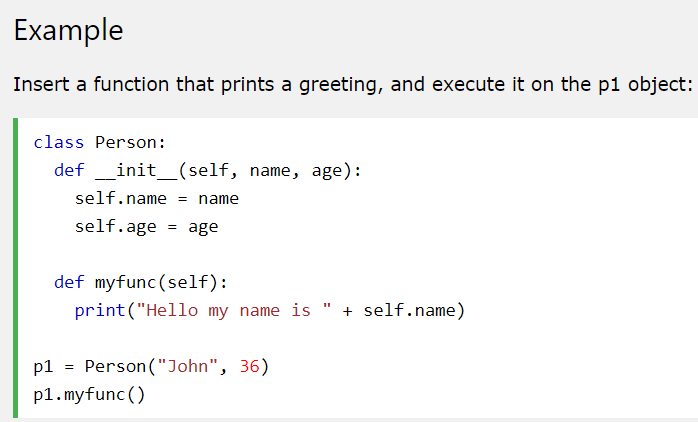 Example
Insert a function that prints a greeting, and execute it on the p1 object:
class Person:
  def __init__(self, name, age):
    self.name = name
    self.age = age

  def myfunc(self):
    print("Hello my name is " + self.name)

p1 = Person("John", 36)
p1.myfunc()